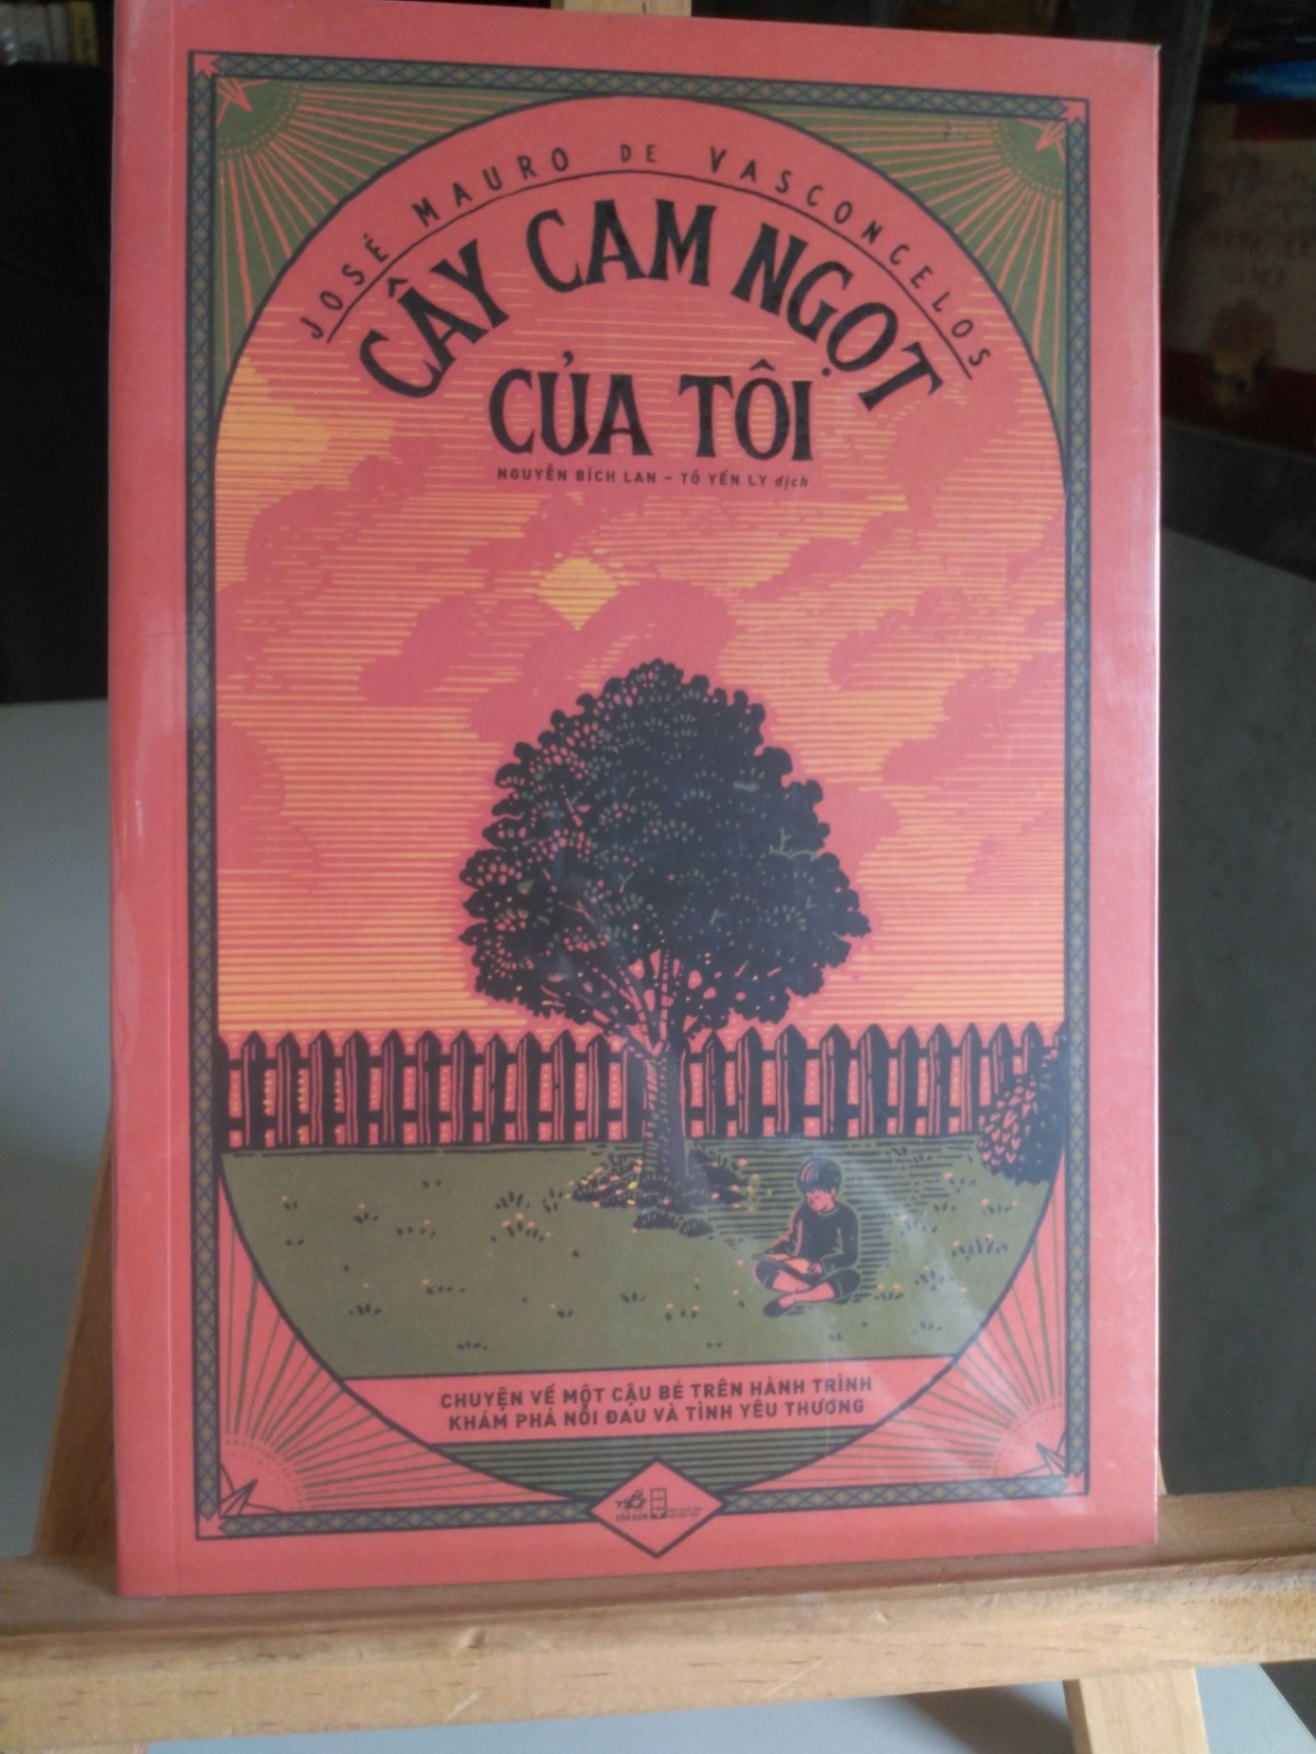 JOSÉ MAURO DE VASCONCELOS
CÂY CAM NGỌT
CỦA TÔI
NGUYỄN BÍCH LAN – TÔ YẾN LY dịch
CHUYỆN VỀ MỘT CẬU BÉ TRÊN HÀNH TRÌNH
KHÁM PHÁ NỖI ĐAU VÀ TÌNH YÊU THƯƠNG